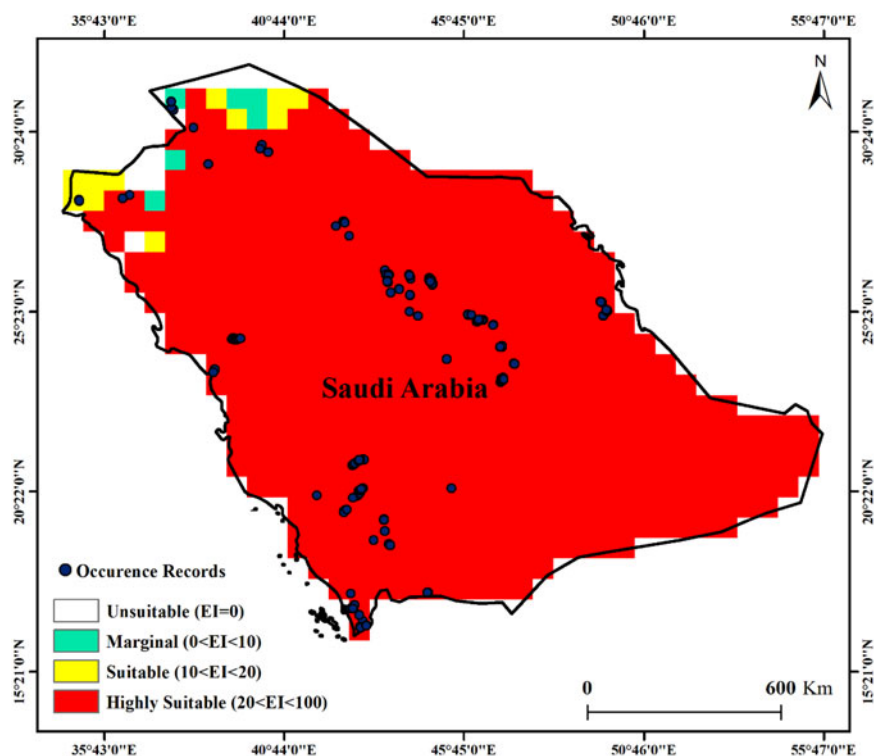 35°43'0"E 40°44'0"E 45°45'0"E 50°46'0"E 55°47'0"E
N
30°24'0"N 30°24'0"N
25°23'0"N 25°23'0"N
Saudi Arabia
20°22'0"N 20°22'0"N
Occurence Records
Unsuitable (EI=0)
Marginal (0<EI<10)
Suitable (10<EI<20)
Highly Suitable (20<EI<100)
15°21'0"N 15°21'0"N
0 600 Km
35°43'0"E 40°44'0"E 45°45'0"E 50°46'0"E 55°47'0"E